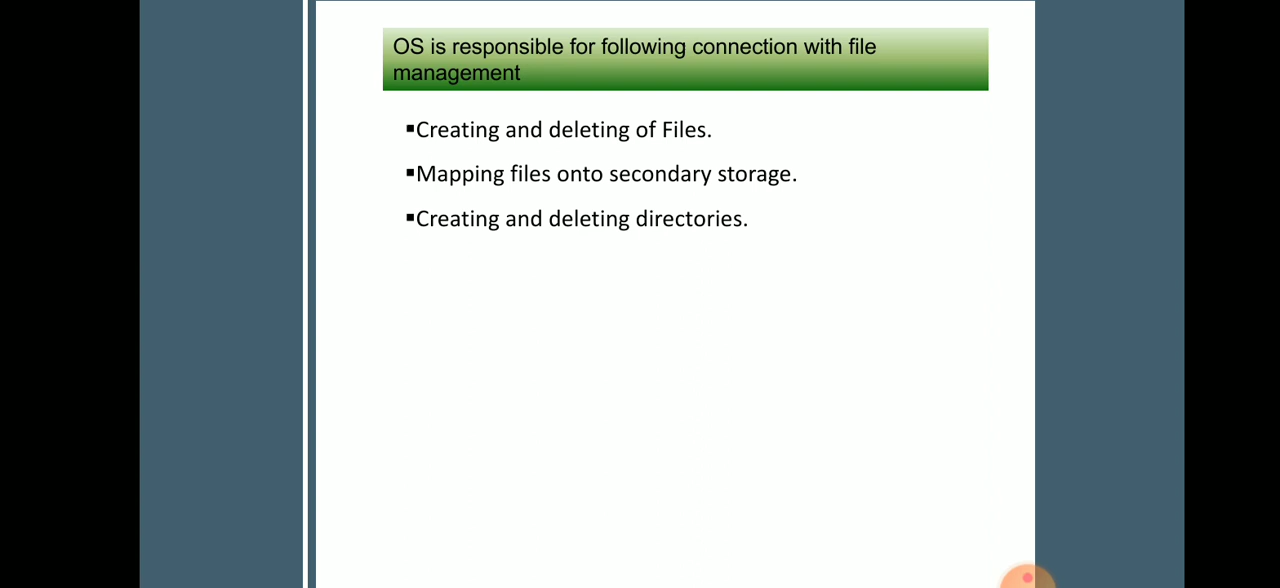 OS is responsible for following connection with file
management
▪Creating and deleting of Files.
▪Mapping files onto secondary storage.
▪Creating and deleting directories.